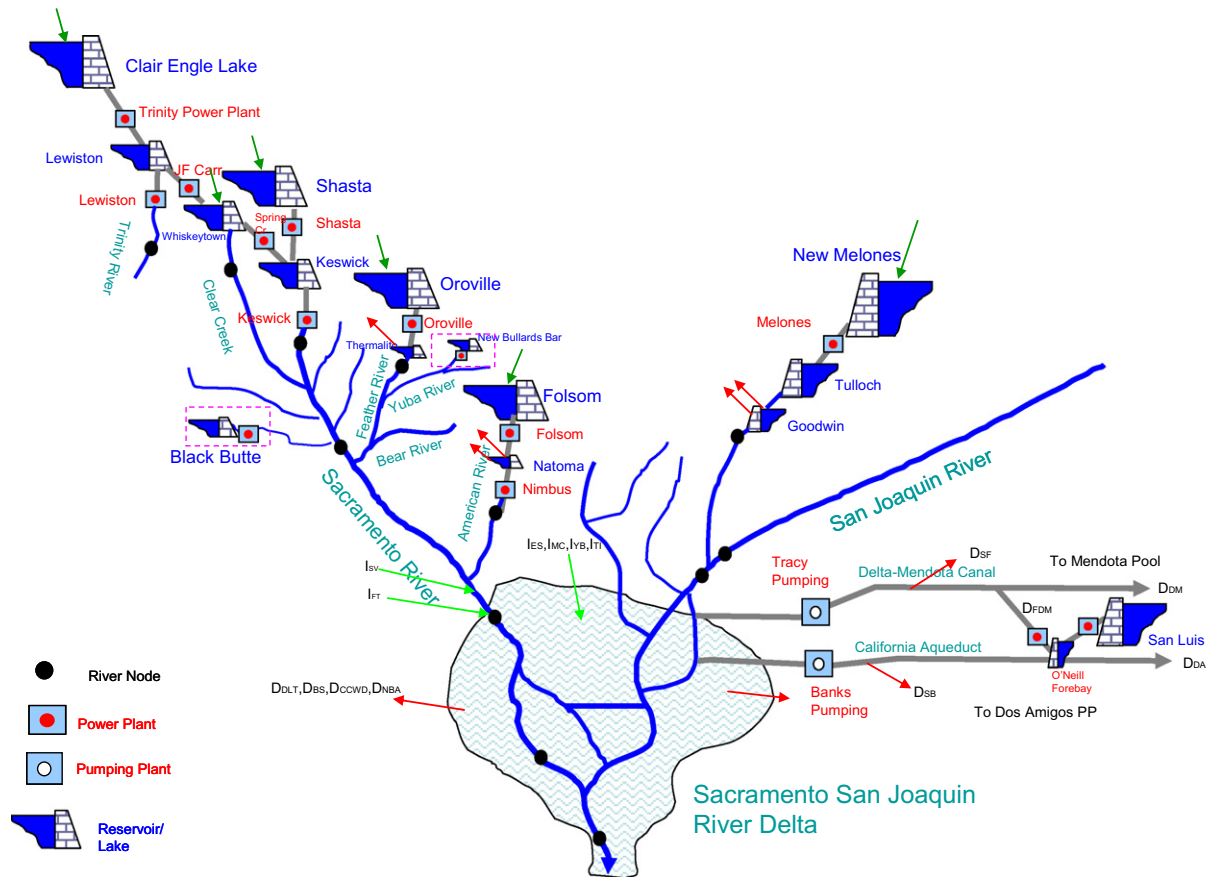 Clair Engle Lake
Trinity Power Plant
Lewiston
JF Carr
Shasta
Lewiston
Spring
Cr.
Shasta
Whiskeytown
Trinity River
Keswick
New Melones
Oroville
Clear Creek
Keswick
Oroville
Melones
Thermalito
New Bullards Bar
Feather River
Yuba River
Folsom
Tulloch
Goodwin
Folsom
Black Butte
Bear River
Natoma
American River
Nimbus
San Joaquin River
Sacramento River
IES,IMC,IYB,ITI
ISV
IFT
Tracy
Pumping
DSF
Delta-Mendota Canal
To Mendota Pool
DDM
DFDM
San Luis
California Aqueduct
DDA
O'Neill
Forebay
River Node
DDLT,DBS,DCCWD,DNBA
Banks
Pumping
DSB
To Dos Amigos PP
Power Plant
Pumping Plant
Sacramento San Joaquin
River Delta
Reservoir/
Lake